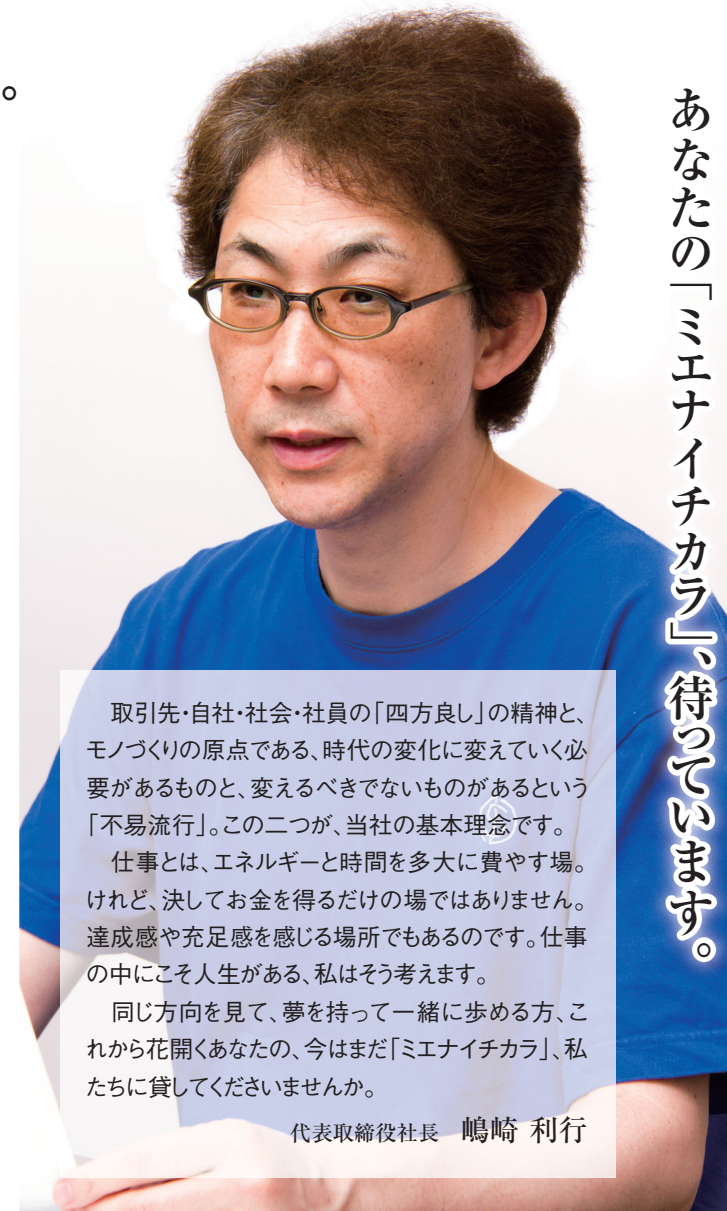 。
あなたの「ミエナイチカラ」、待っています。
　取引先・自社・社会・社員の「四方良し」の精神と、
モノづくりの原点である、時代の変化に変えていく必
要があるものと、変えるべきでないものがあるという
「不易流行」。この二つが、当社の基本理念です。
　仕事とは、エネルギーと時間を多大に費やす場。
けれど、決してお金を得るだけの場ではありません。
達成感や充足感を感じる場所でもあるのです。仕事
の中にこそ人生がある、私はそう考えます。
　同じ方向を見て、夢を持って一緒に歩める方、こ
れから花開くあなたの、今はまだ「ミエナイチカラ」、私
たちに貸してくださいませんか。
代表取締役社長　嶋崎 利行